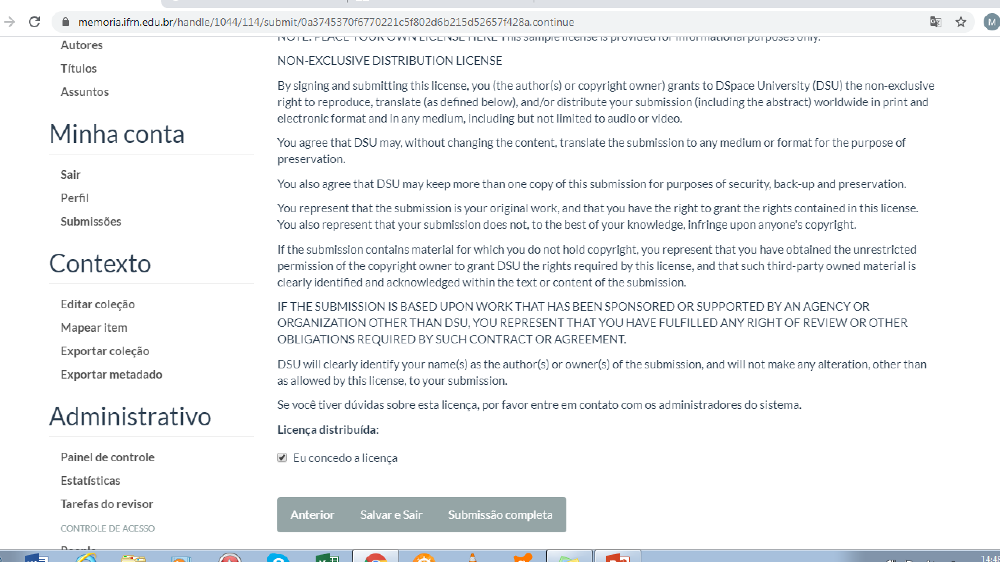 memoria.ifrn.edu.br/handle/1044/114/submit/0a3745370f6770221c5f802d6b215d52657f428a.continue
M
Autores
Títulos
Assuntos
Minha conta
Sair
Perfil
Submissões
Contexto
Editar coleção
Mapear item
Exportar coleção
Exportar metadado
Administrativo
Painel de controle
Estatísticas
Tarefas do revisor
CONTROLE DE ACESSO
People
NOTE: PLACE YOUR OWN LICENSE HERE This sample license is provided for informational purposes only.
NON-EXCLUSIVE DISTRIBUTION LICENSE
By signing and submitting this license, you (the author(s) or copyright owner) grants to DSpace University (DSU) the non-exclusive
right to reproduce, translate (as defined below), and/or distribute your submission (including the abstract) worldwide in print and
electronic format and in any medium, including but not limited to audio or video.
You agree that DSU may, without changing the content, translate the submission to any medium or format for the purpose of
preservation.
You also agree that DSU may keep more than one copy of this submission for purposes of security, back-up and preservation.
You represent that the submission is your original work, and that you have the right to grant the rights contained in this license.
You also represent that your submission does not, to the best of your knowledge, infringe upon anyone's copyright.
If the submission contains material for which you do not hold copyright, you represent that you have obtained the unrestricted
permission of the copyright owner to grant DSU the rights required by this license, and that such third-party owned material is
clearly identified and acknowledged within the text or content of the submission.
IF THE SUBMISSION IS BASED UPON WORK THAT HAS BEEN SPONSORED OR SUPPORTED BY AN AGENCY OR
ORGANIZATION OTHER THAN DSU, YOU REPRESENT THAT YOU HAVE FULFILLED ANY RIGHT OF REVIEW OR OTHER
OBLIGATIONS REQUIRED BY SUCH CONTRACT OR AGREEMENT.
DSU will clearly identify your name(s) as the author(s) or owner(s) of the submission, and will not make any alteration, other than
as allowed by this license, to your submission.
Se você tiver dúvidas sobre esta licença, por favor entre em contato com os administradores do sistema.
Licença distribuída:
Eu concedo a licença
Anterior Salvar e Sair Submissão completa
14:48